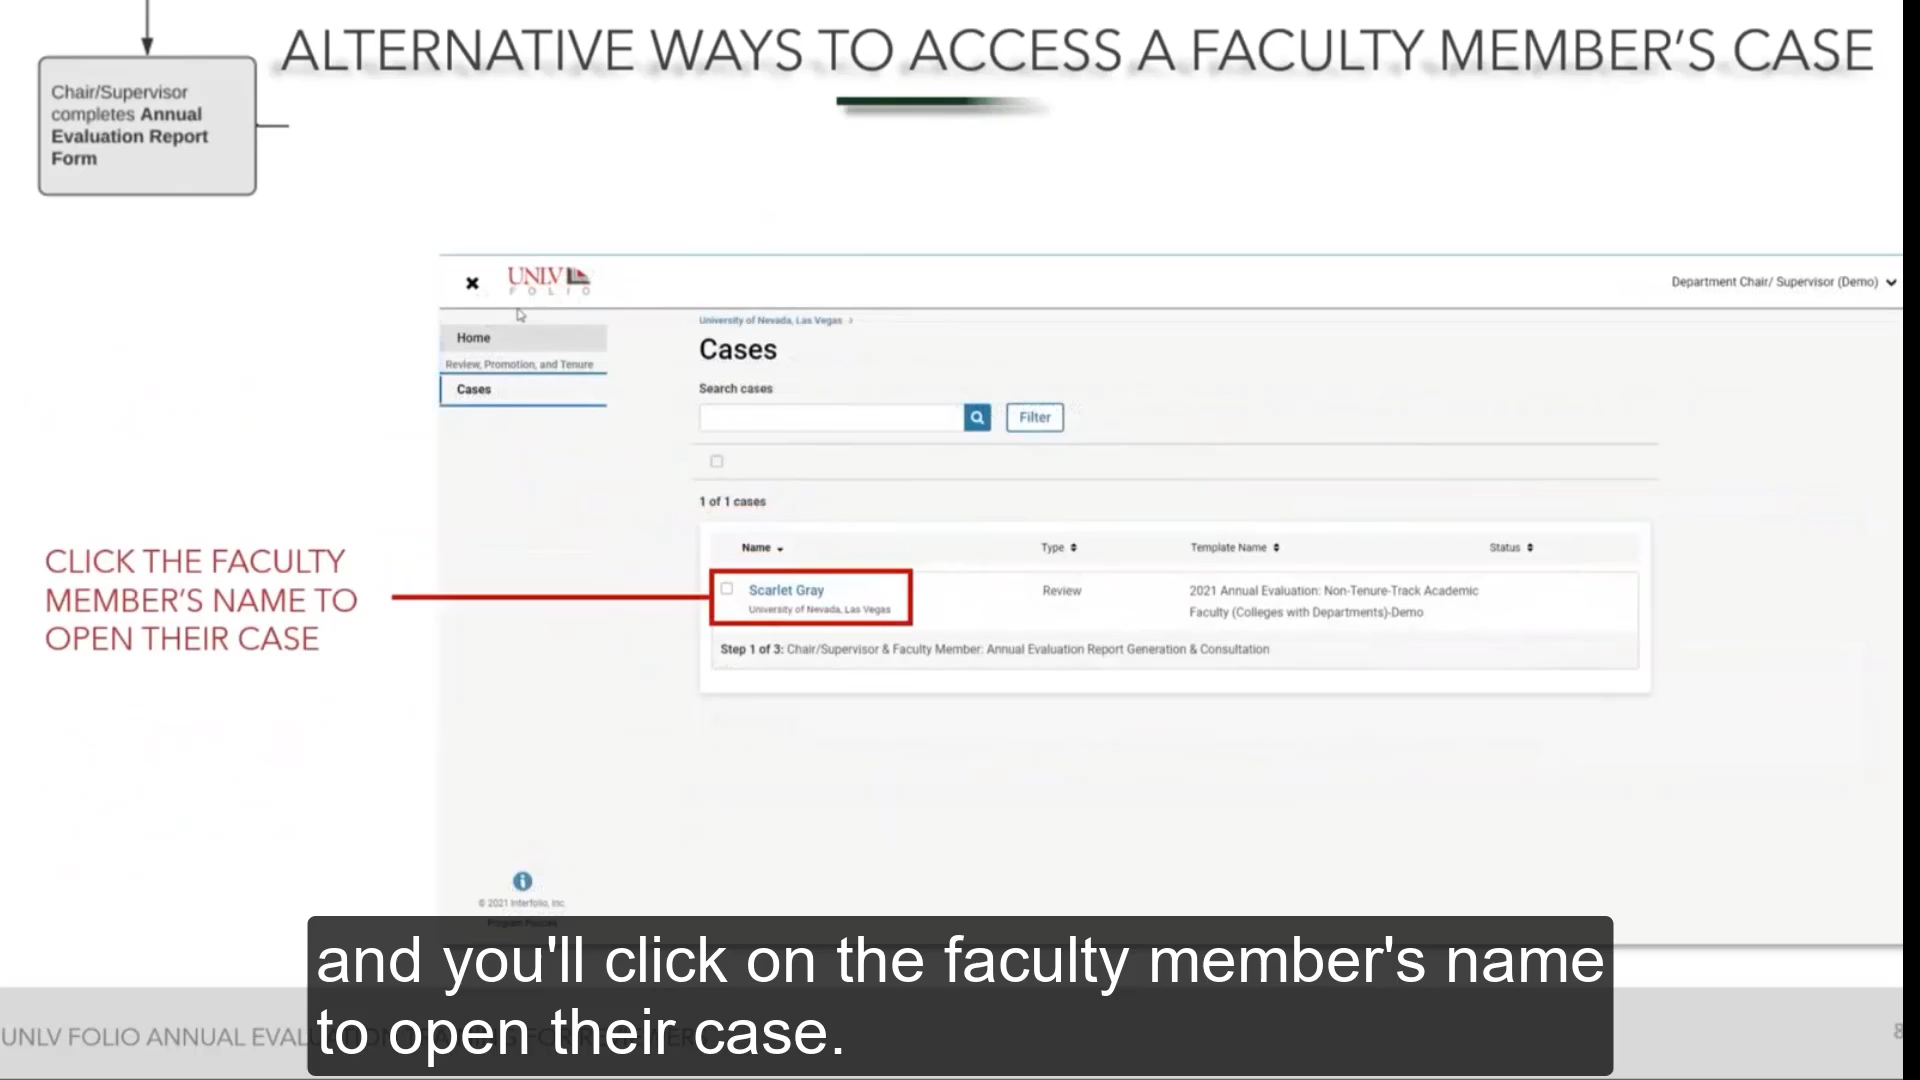 ALTERNATIVE WAYS TO ACCESS A FACULTY MEMBER'S CASE
Chair/Supervisor
completes Annual
Evaluation Report
Form
UNLV
FOLIO
Department Chair/ Supervisor (Demo)
Home
Review, Promotion, and Tenure
Cases
University of Nevada, Las Vegas
Cases
Search cases
Filter
1 of 1 cases
Name
Type
Template Name
Status
Scarlet Gray
University of Nevada, Las Vegas
Review
2021 Annual Evaluation: Non-Tenure-Track Academic
Faculty (Colleges with Departments)-Demo
Step 1 of 3: Chair/Supervisor & Faculty Member: Annual Evaluation Report Generation & Consultation
CLICK THE FACULTY
MEMBER'S NAME TO
OPEN THEIR CASE
© 2021 Interfolio, Inc.
Program Policies
and you'll click on the faculty member's name
to open their case.
UNLV FOLIO ANNUAL EVAL